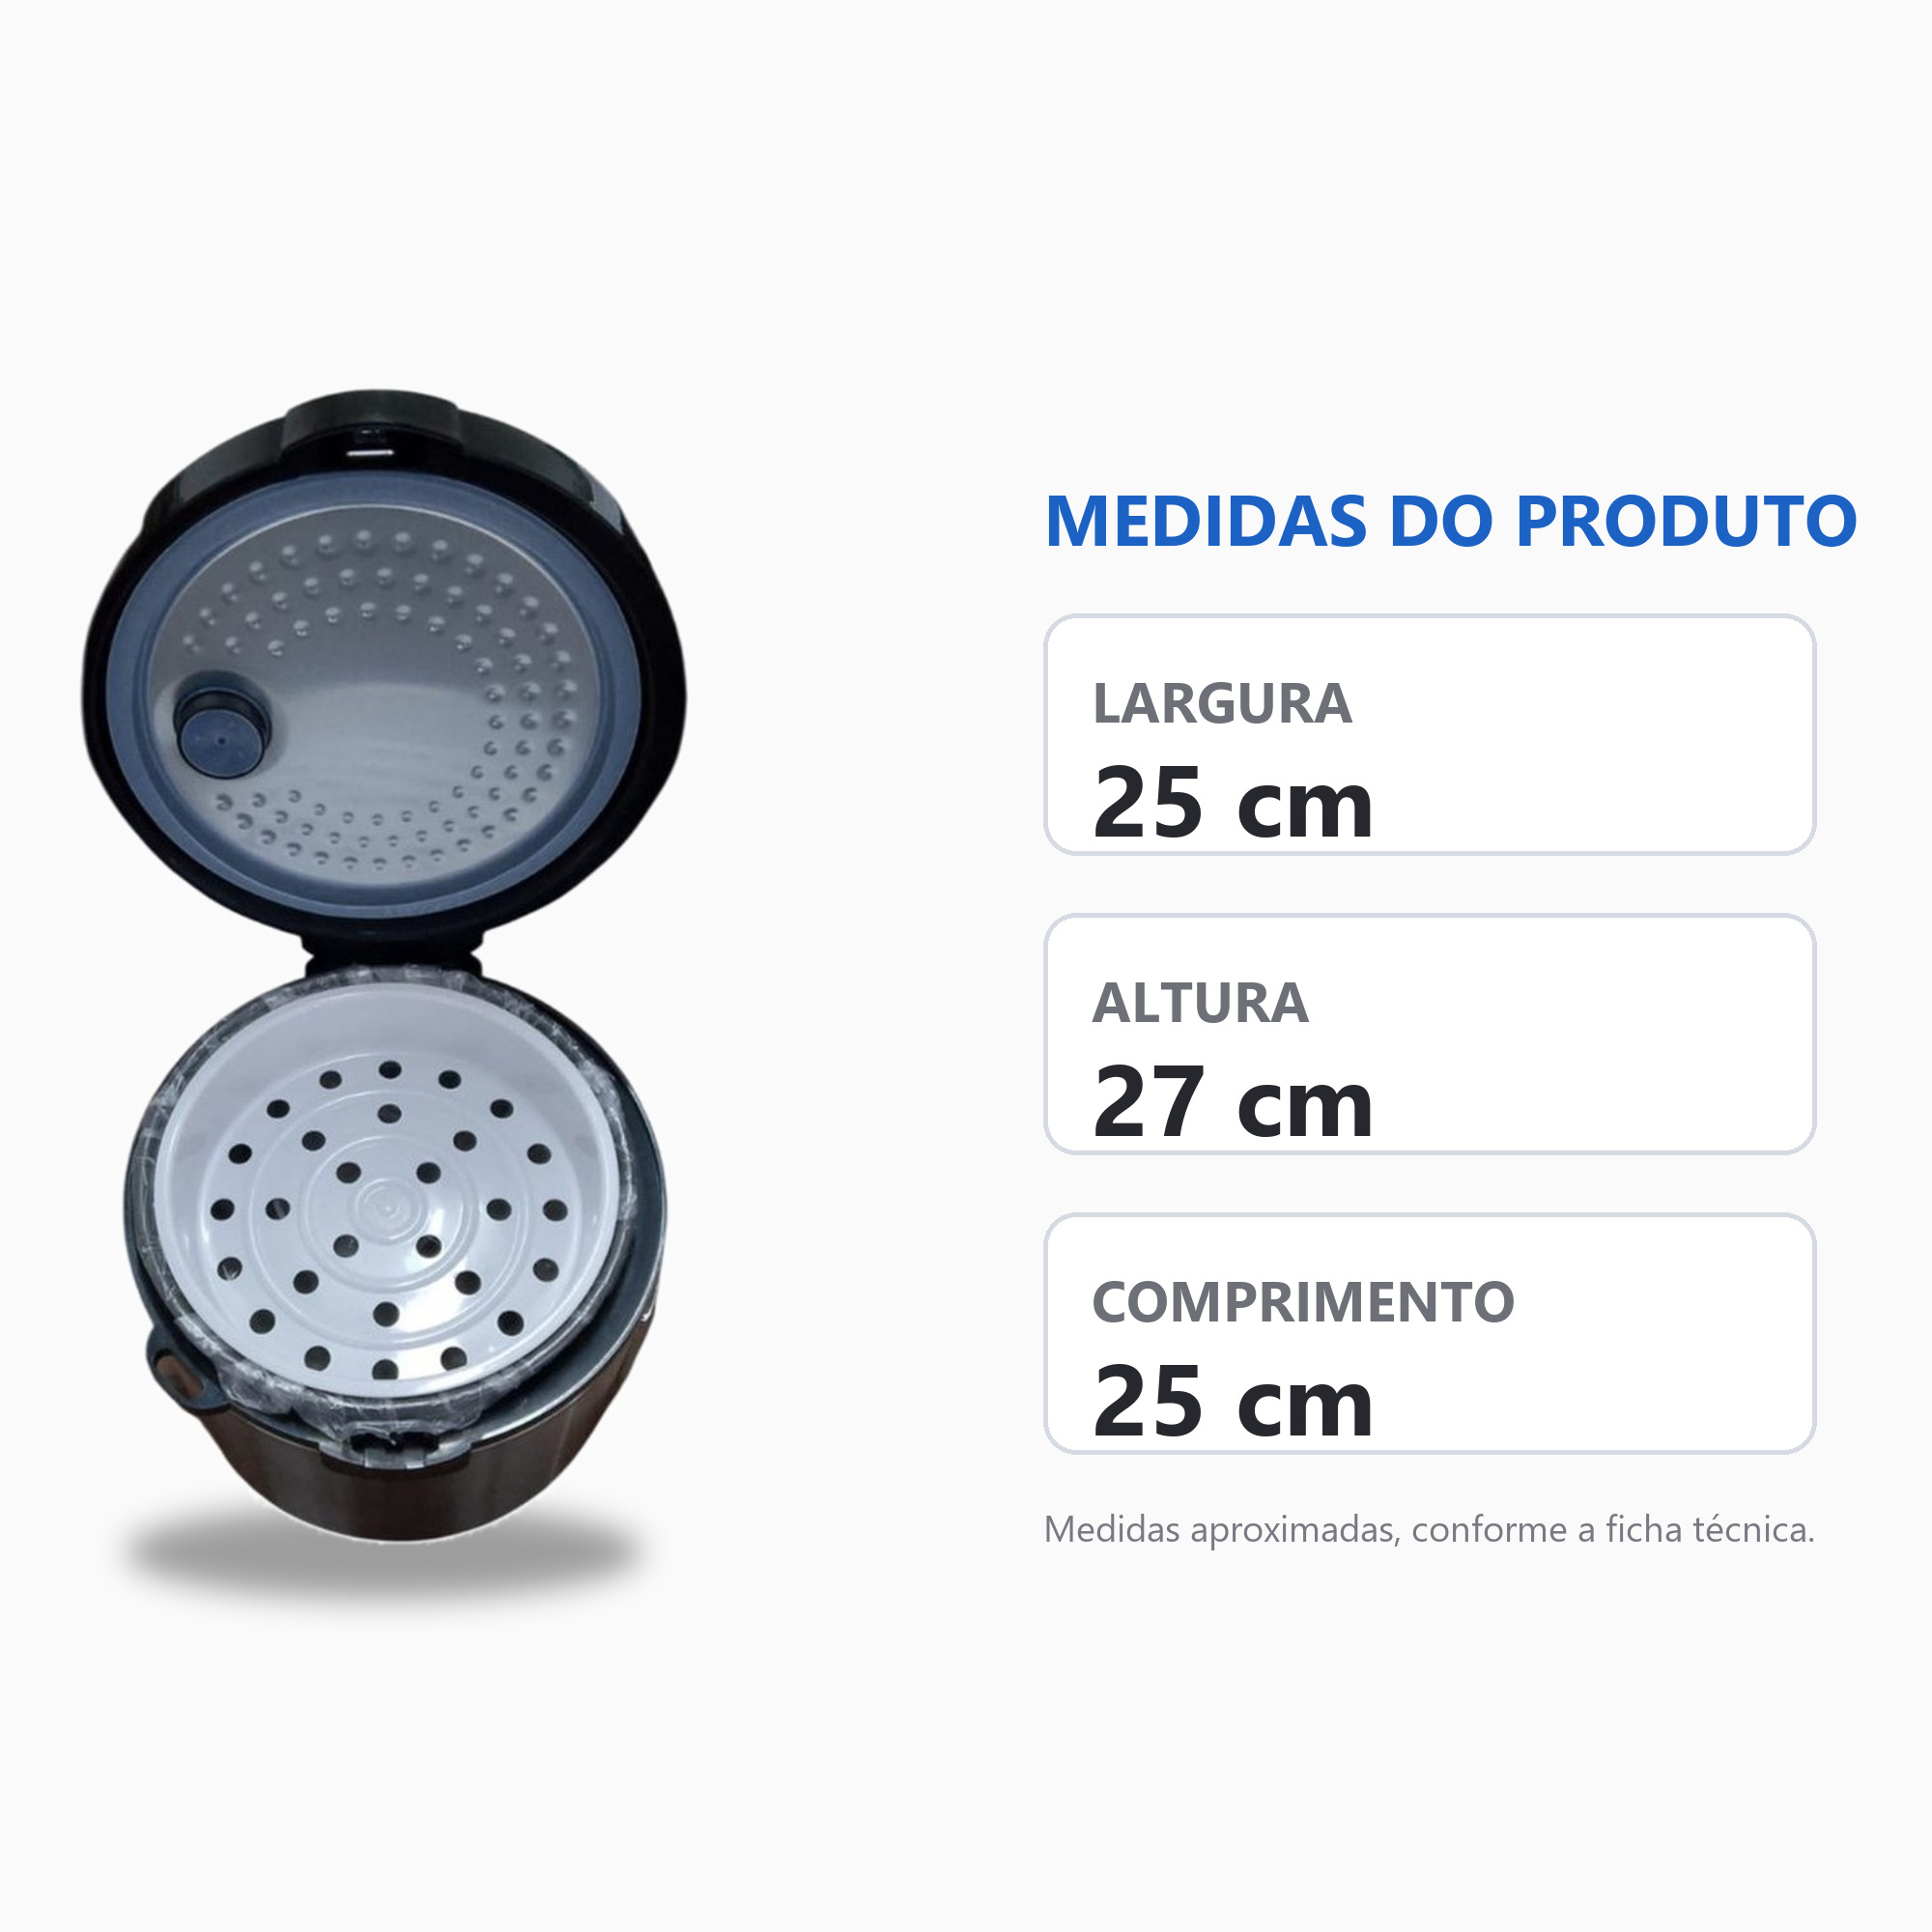 MEDIDAS DO PRODUTO
LARGURA
25 cm
ALTURA
27 cm
COMPRIMENTO
25 cm
Medidas aproximadas, conforme a ficha técnica.